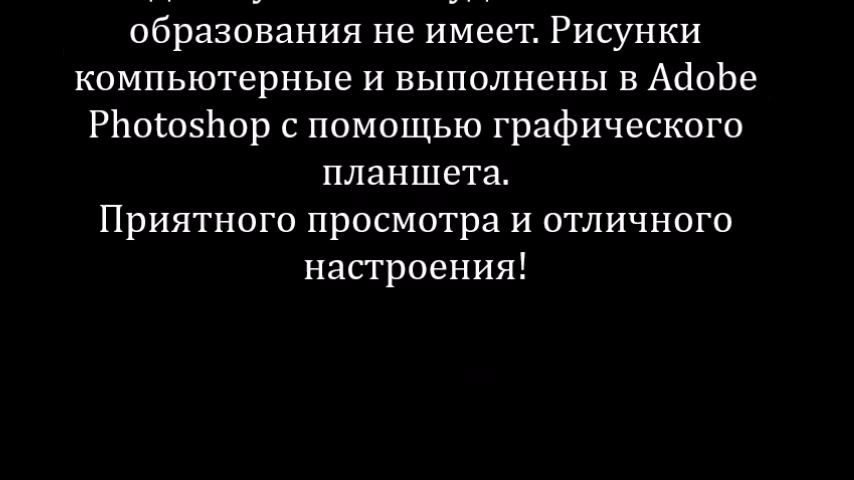 образования не имеет. Рисунки
компьютерные и выполнены в Adobe
Photoshop с помощью графического
планшета.
Приятного просмотра и отличного
настроения!